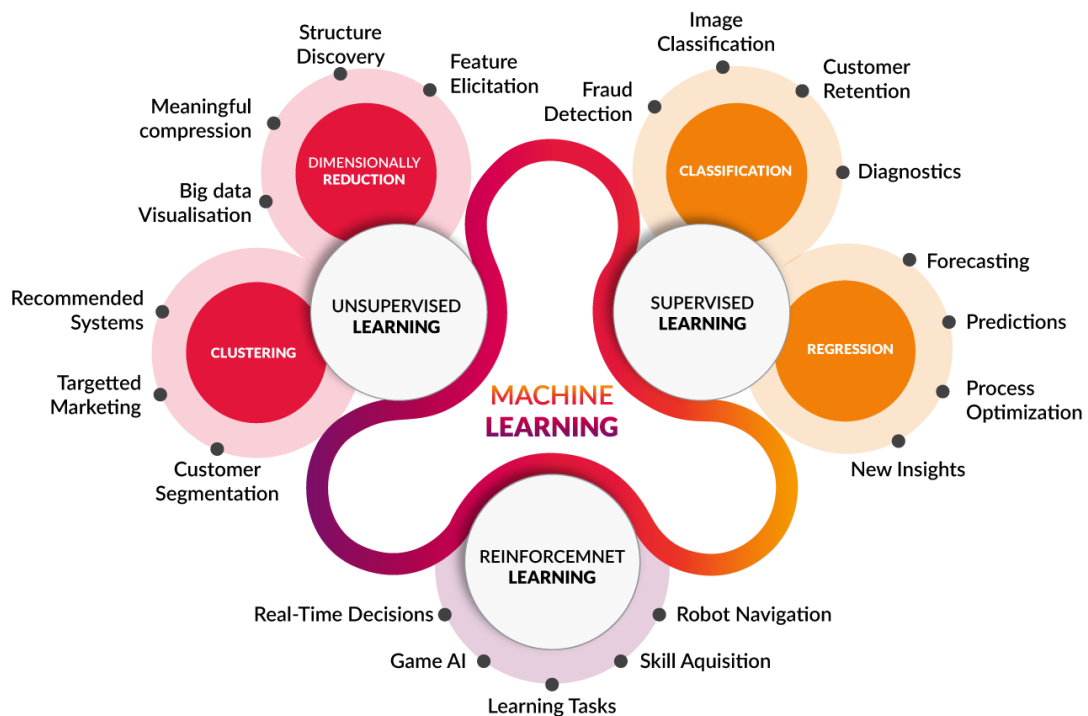 Structure
Discovery
Feature
Elicitation
Meaningful
compression
Big data
Visualisation
DIMENSIONALLY
REDUCTION
Recommended
Systems
Targetted
Marketing
Customer
Segmentation
CLUSTERING
UNSUPERVISED
LEARNING
Image
Classification
Fraud
Detection
Customer
Retention
Diagnostics
CLASSIFICATION
SUPERVISED
LEARNING
Forecasting
Predictions
Process
Optimization
New Insights
REGRESSION
MACHINE
LEARNING
REINFORCEMNET
LEARNING
Real-Time Decisions
Game AI
Learning Tasks
Skill Aquisition
Robot Navigation